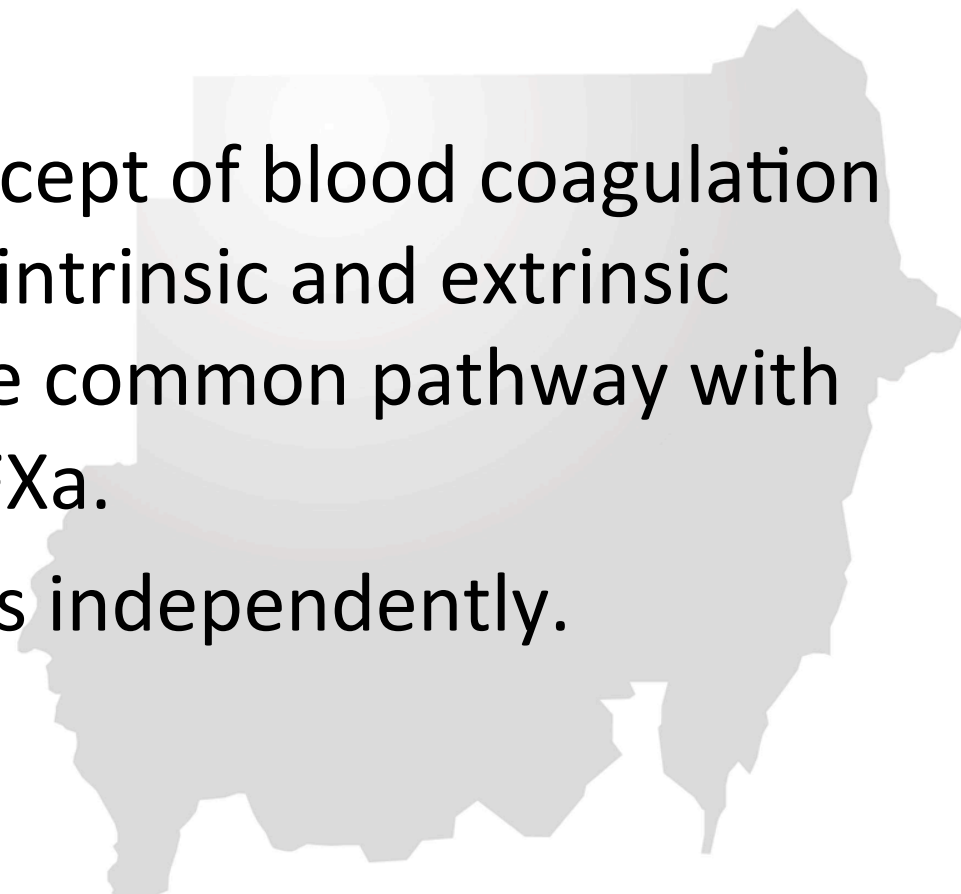 cept of blood coagulation
intrinsic and extrinsic
e common pathway with
Xa.
s independently.